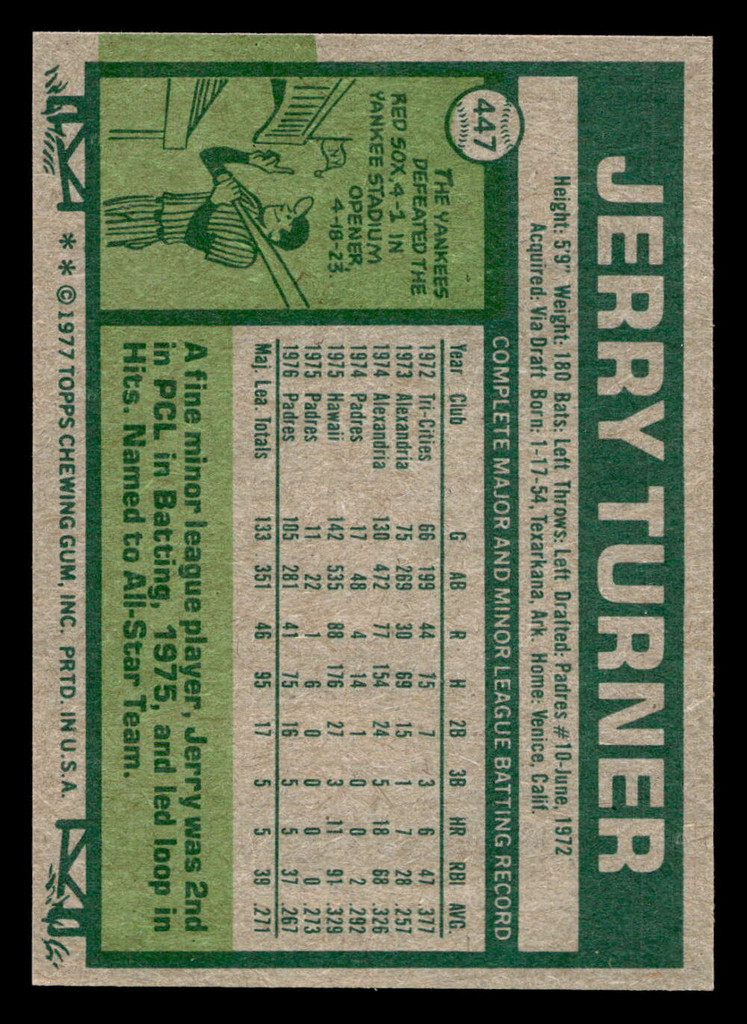 447
JERRY TURNER
Height: 5'9" Weight: 180 Bats: Left Throws: Left Drafted: Padres #10-June, 1972
Acquired: Via Draft Born: 1-17-54, Texarkana, Ark. Home: Venice, Calif.
COMPLETE MAJOR AND MINOR LEAGUE BATTING RECORD
Year Club G AB R H 2B 3B HR RBI AVG.
1972 Tri-Cities 66 199 44 75 7 3 6 47 .377
1973 Alexandria 75 269 30 69 15 1 7 28 .257
1974 Alexandria 130 472 77 154 24 5 18 68 .326
1974 Padres 17 48 4 14 1 0 0 2 .292
1975 Hawaii 142 535 88 176 27 3 11 91 .329
1975 Padres 11 22 1 6 0 0 0 0 .273
1976 Padres 105 281 41 75 16 5 5 37 .267
Maj. Lea. Totals 133 351 46 95 17 5 5 39 .271
THE YANKEES
DEFEATED THE
RED SOX, 4-1 IN
YANKEE STADIUM
OPENER,
4-18-23.
A fine minor league player, Jerry was 2nd
in PCL in Batting, 1975, and led loop in
Hits. Named to All-Star Team.
* * © 1977 TOPPS CHEWING GUM, INC. PRTD. IN U.S.A.